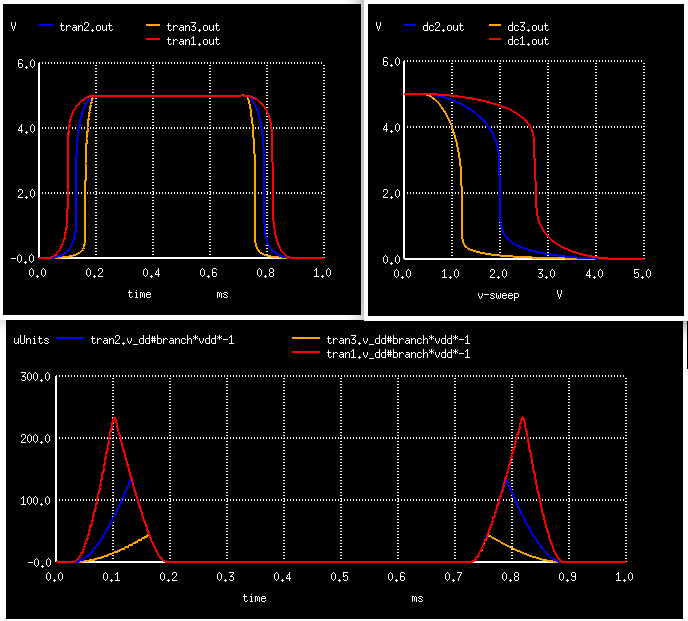 V tran2.out tran3.out
tran1.out
6.0
4.0
2.0
-0.0
0.0 0.2 0.4 0.6 0.8 1.0
time ms
V dc2.out dc3.out
dc1.out
6.0
4.0
2.0
0.0
0.0 1.0 2.0 3.0 4.0 5.0
v-sweep V
uUnits tran2.v_dd#branch*vdd*-1 tran3.v_dd#branch*vdd*-1
tran1.v_dd#branch*vdd*-1
300.0
200.0
100.0
-0.0
0.0 0.1 0.2 0.3 0.4 0.5 0.6 0.7 0.8 0.9 1.0
time ms